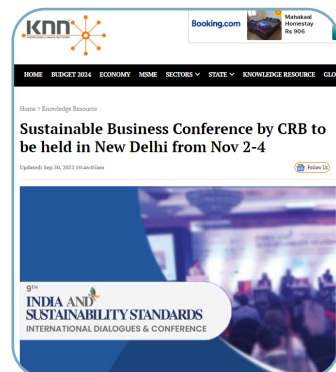 knn
Booking.com
Mahakaal
Homestay
Rs 906
HOME BUDGET 2024 ECONOMY MSME SECTORS STATE KNOWLEDGE RESOURCE GLO
Home > Knowledge Resource
Sustainable Business Conference by CRB to
be held in New Delhi from Nov 2-4
Updated: Sep 30, 2022 10:46:05am
Follow Us
9TH
INDIA AND
SUSTAINABILITY STANDARDS
INTERNATIONAL DIALOGUES & CONFERENCE